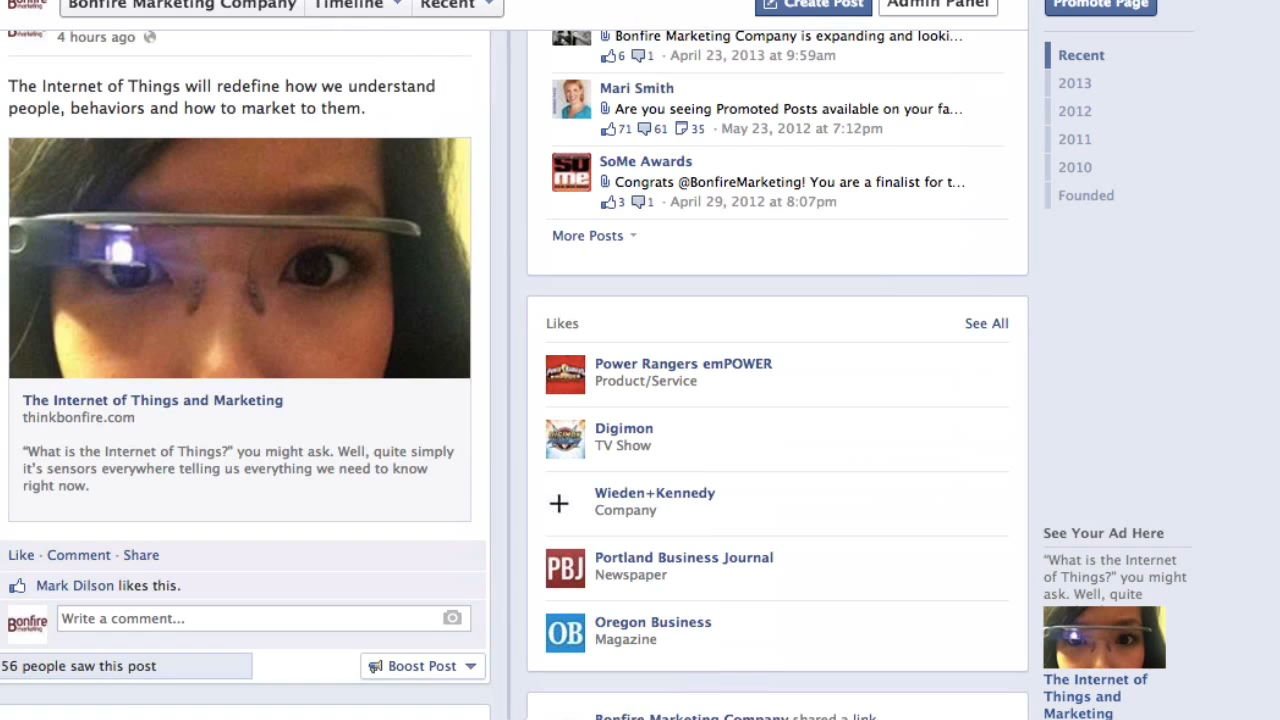 Bonfire Marketing Company
Timeline
Recent
Create Post
Admin Panel
Promote Page
4 hours ago
The Internet of Things will redefine how we understand
people, behaviors and how to market to them.
The Internet of Things and Marketing
thinkbonfire.com
“What is the Internet of Things?” you might ask. Well, quite simply
it’s sensors everywhere telling us everything we need to know
right now.
Like · Comment · Share
Mark Dilson likes this.
Bonfire
marketing
Write a comment...
56 people saw this post
Boost Post
Bonfire Marketing Company is expanding and looki...
6 1 · April 23, 2013 at 9:59am
Mari Smith
Are you seeing Promoted Posts available on your fa...
71 61 35 · May 23, 2012 at 7:12pm
SoMe
SoMe Awards
Congrats @BonfireMarketing! You are a finalist for t...
3 1 · April 29, 2012 at 8:07pm
More Posts
Likes
See All
Power Rangers emPOWER
Product/Service
DIGIMON
Digimon
TV Show
Wieden+Kennedy
Company
PBJ
Portland Business Journal
Newspaper
OB
Oregon Business
Magazine
Bonfire Marketing Company shared a link
Recent
2013
2012
2011
2010
Founded
See Your Ad Here
“What is the Internet
of Things?” you might
ask. Well, quite
The Internet of
Things and
Marketing